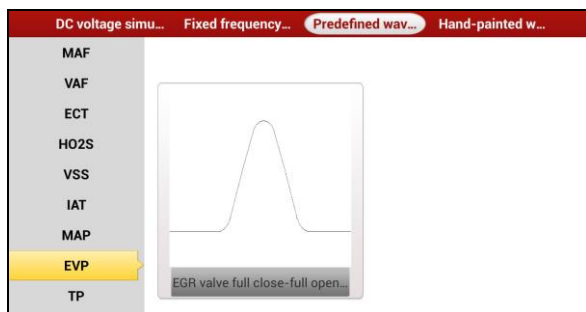 DC voltage simu... Fixed frequency... Predefined wav... Hand-painted w...
MAF
VAF
ECT
HO2S
VSS
IAT
MAP
EVP
TP
EGR valve full close-full open...